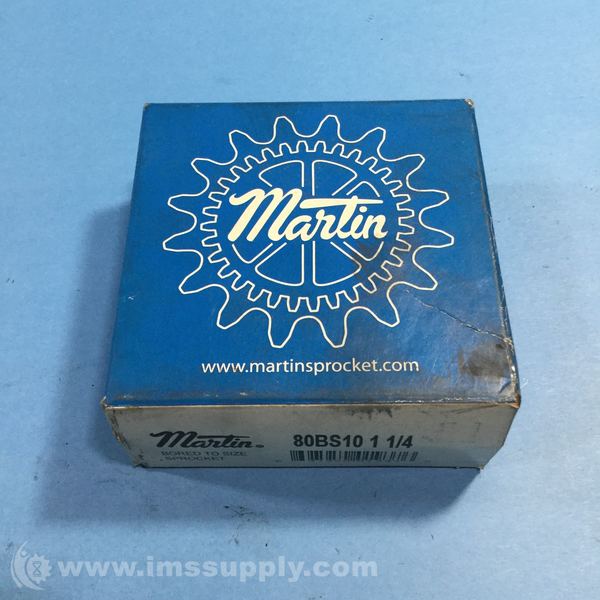 Martin
www.martinsprocket.com
Martin® 80BS10 1 1/4
BORED TO SIZE
SPROCKET
www.imssupply.com